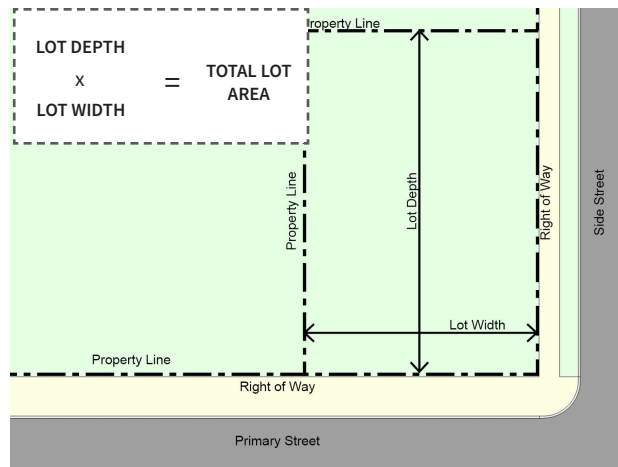 LOT DEPTH
x
LOT WIDTH
=
TOTAL LOT
AREA
roperty Line
Property Line
Lot Depth
Right of Way
Side Street
Lot Width
Property Line
Right of Way
Primary Street